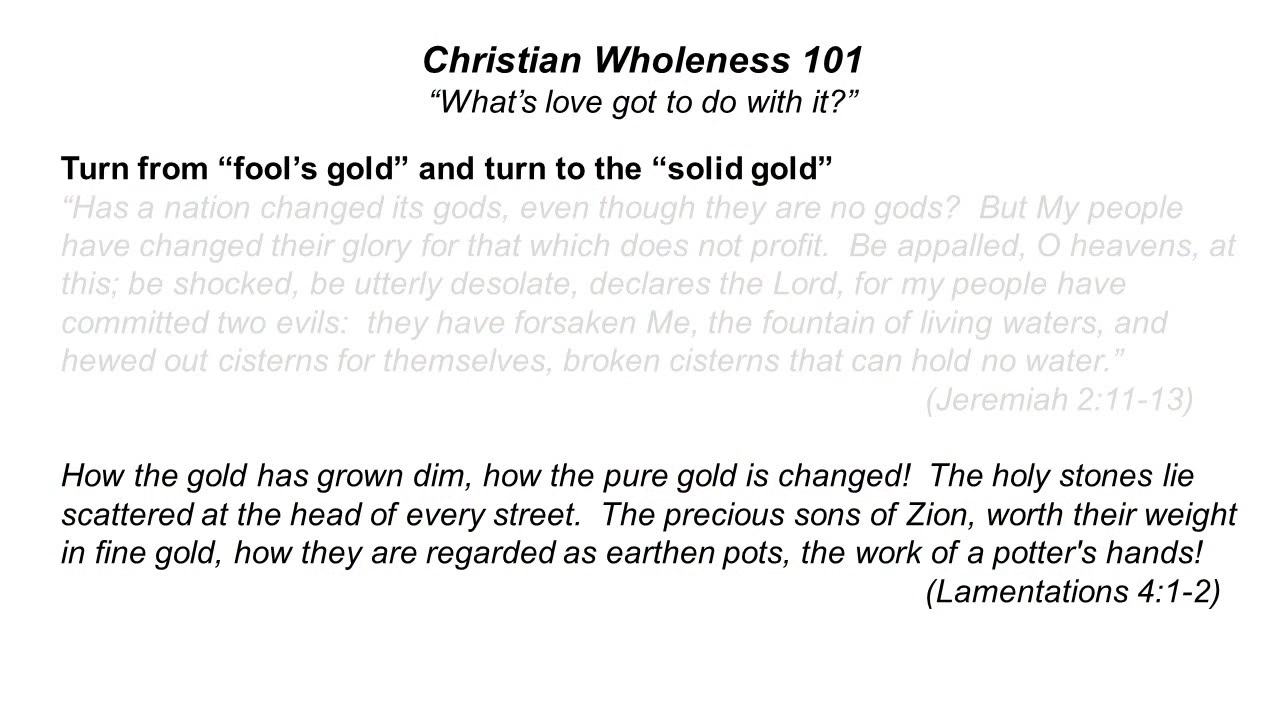 Christian Wholeness 101
“What’s love got to do with it?”
Turn from “fool’s gold” and turn to the “solid gold”
“Has a nation changed its gods, even though they are no gods?  But My people
have changed their glory for that which does not profit.  Be appalled, O heavens, at
this; be shocked, be utterly desolate, declares the Lord, for my people have
committed two evils:  they have forsaken Me, the fountain of living waters, and
hewed out cisterns for themselves, broken cisterns that can hold no water.”
(Jeremiah 2:11-13)
How the gold has grown dim, how the pure gold is changed!  The holy stones lie
scattered at the head of every street.  The precious sons of Zion, worth their weight
in fine gold, how they are regarded as earthen pots, the work of a potter's hands!
(Lamentations 4:1-2)